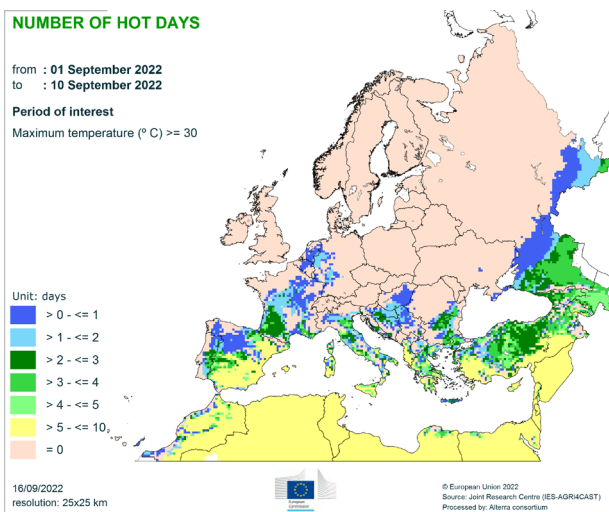 NUMBER OF HOT DAYS
from : 01 September 2022
to : 10 September 2022
Period of interest
Maximum temperature (º C) >= 30
Unit: days
> 0 - <= 1
> 1 - <= 2
> 2 - <= 3
> 3 - <= 4
> 4 - <= 5
> 5 - <= 10
= 0
16/09/2022
resolution: 25x25 km
European
Commission
© European Union 2022
Source: Joint Research Centre (IES-AGRI4CAST)
Processed by: Alterra consortium